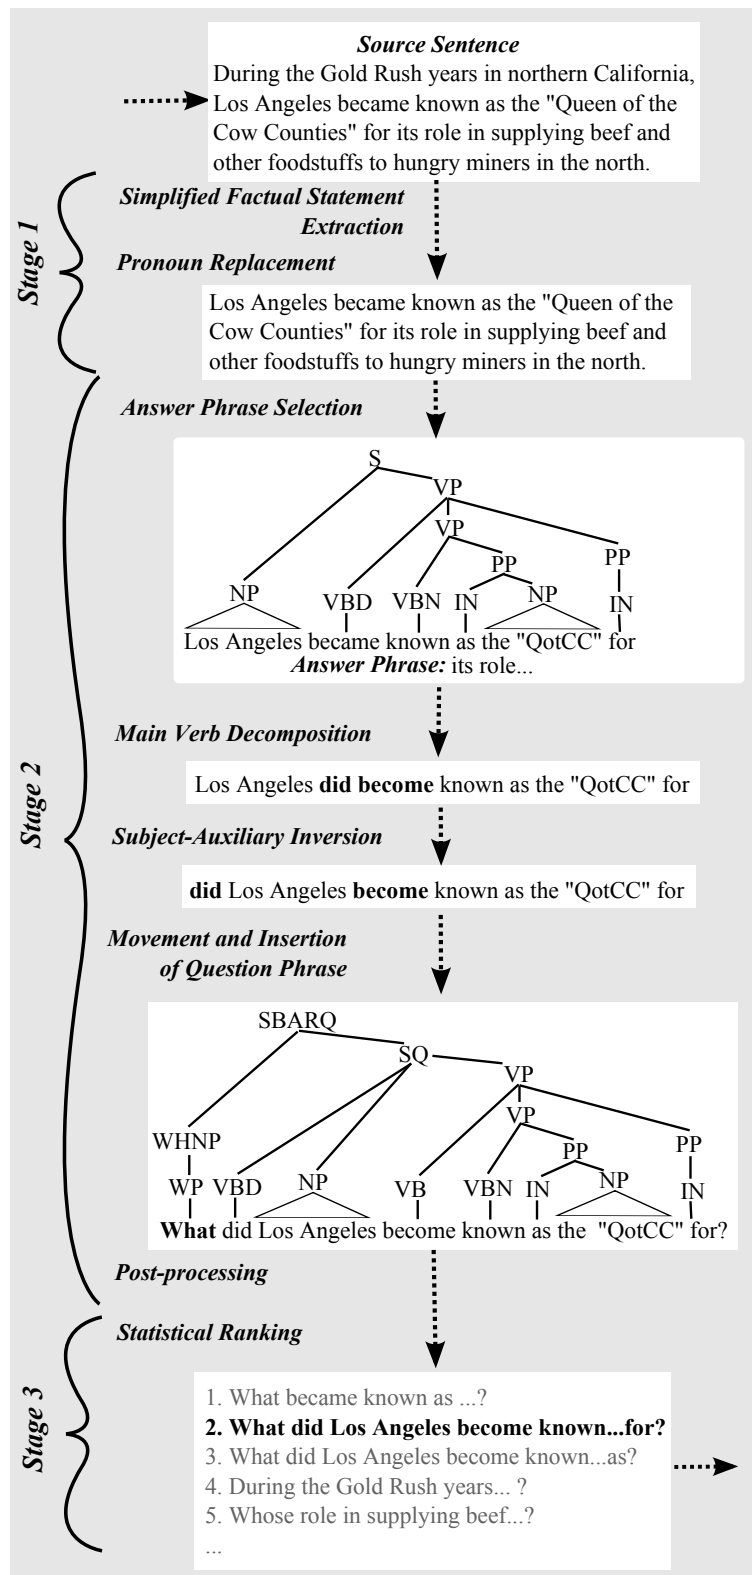 Source Sentence
During the Gold Rush years in northern California,
Los Angeles became known as the "Queen of the
Cow Counties" for its role in supplying beef and
other foodstuffs to hungry miners in the north.
Stage 1
Simplified Factual Statement
Extraction
Pronoun Replacement
Los Angeles became known as the "Queen of the
Cow Counties" for its role in supplying beef and
other foodstuffs to hungry miners in the north.
Stage 2
Answer Phrase Selection
S
VP
VP
PP PP
NP VBD VBN IN NP IN
Los Angeles became known as the "QotCC" for
Answer Phrase: its role...
Main Verb Decomposition
Los Angeles did become known as the "QotCC" for
Subject-Auxiliary Inversion
did Los Angeles become known as the "QotCC" for
Movement and Insertion
of Question Phrase
SBARQ
SQ
VP
VP
WHNP PP PP
WP VBD NP VB VBN IN NP IN
What did Los Angeles become known as the "QotCC" for?
Post-processing
Stage 3
Statistical Ranking
1. What became known as ...?
2. What did Los Angeles become known...for?
3. What did Los Angeles become known...as?
4. During the Gold Rush years... ?
5. Whose role in supplying beef...?
...